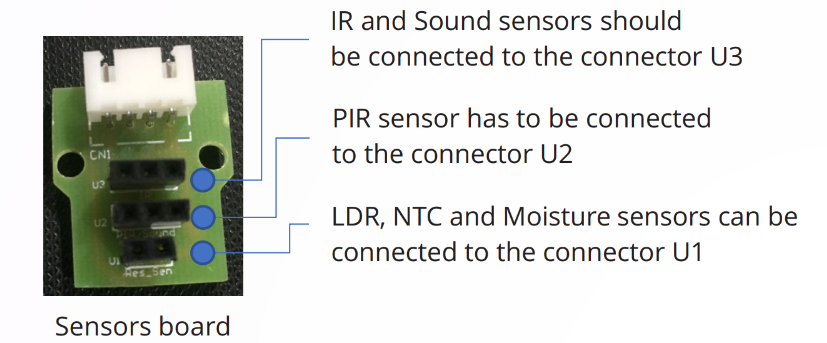 IR and Sound sensors should
be connected to the connector U3
PIR sensor has to be connected
to the connector U2
LDR, NTC and Moisture sensors can be
connected to the connector U1
CN1
U3
U2
U1
Res_Sen
Sensors board